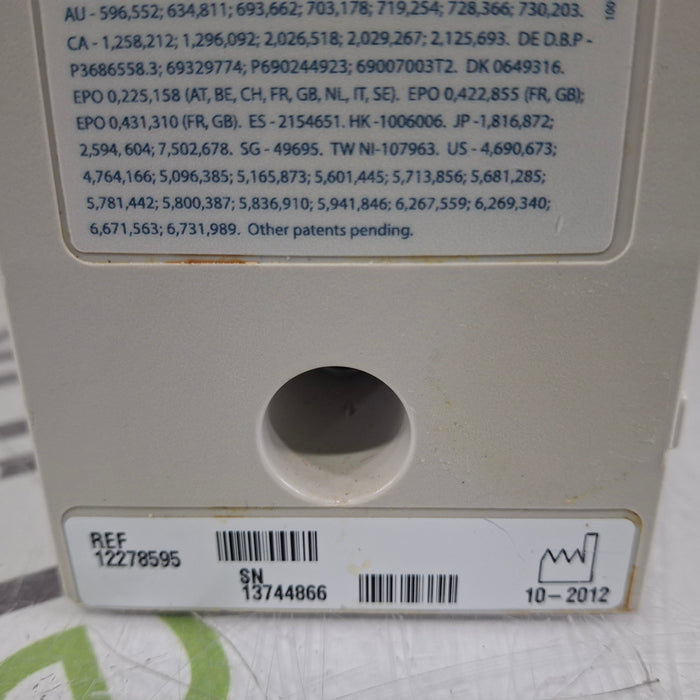 AU - 596,552; 634,811; 693,662; 703,178; 719,254; 728,366; 730,203.
CA - 1,258,212; 1,296,092; 2,026,518; 2,029,267; 2,125,693. DE D.B.P -
P3686558.3; 69329774; P690244923; 69007003T2. DK 0649316.
EPO 0,225,158 (AT, BE, CH, FR, GB, NL, IT, SE). EPO 0,422,855 (FR, GB);
EPO 0,431,310 (FR, GB). ES - 2154651. HK -1006006. JP -1,816,872;
2,594, 604; 7,502,678. SG - 49695. TW NI-107963. US - 4,690,673;
4,764,166; 5,096,385; 5,165,873; 5,601,445; 5,713,856; 5,681,285;
5,781,442; 5,800,387; 5,836,910; 5,941,846; 6,267,559; 6,269,340;
6,671,563; 6,731,989. Other patents pending.
REF
12278595
SN
13744866
10-2012